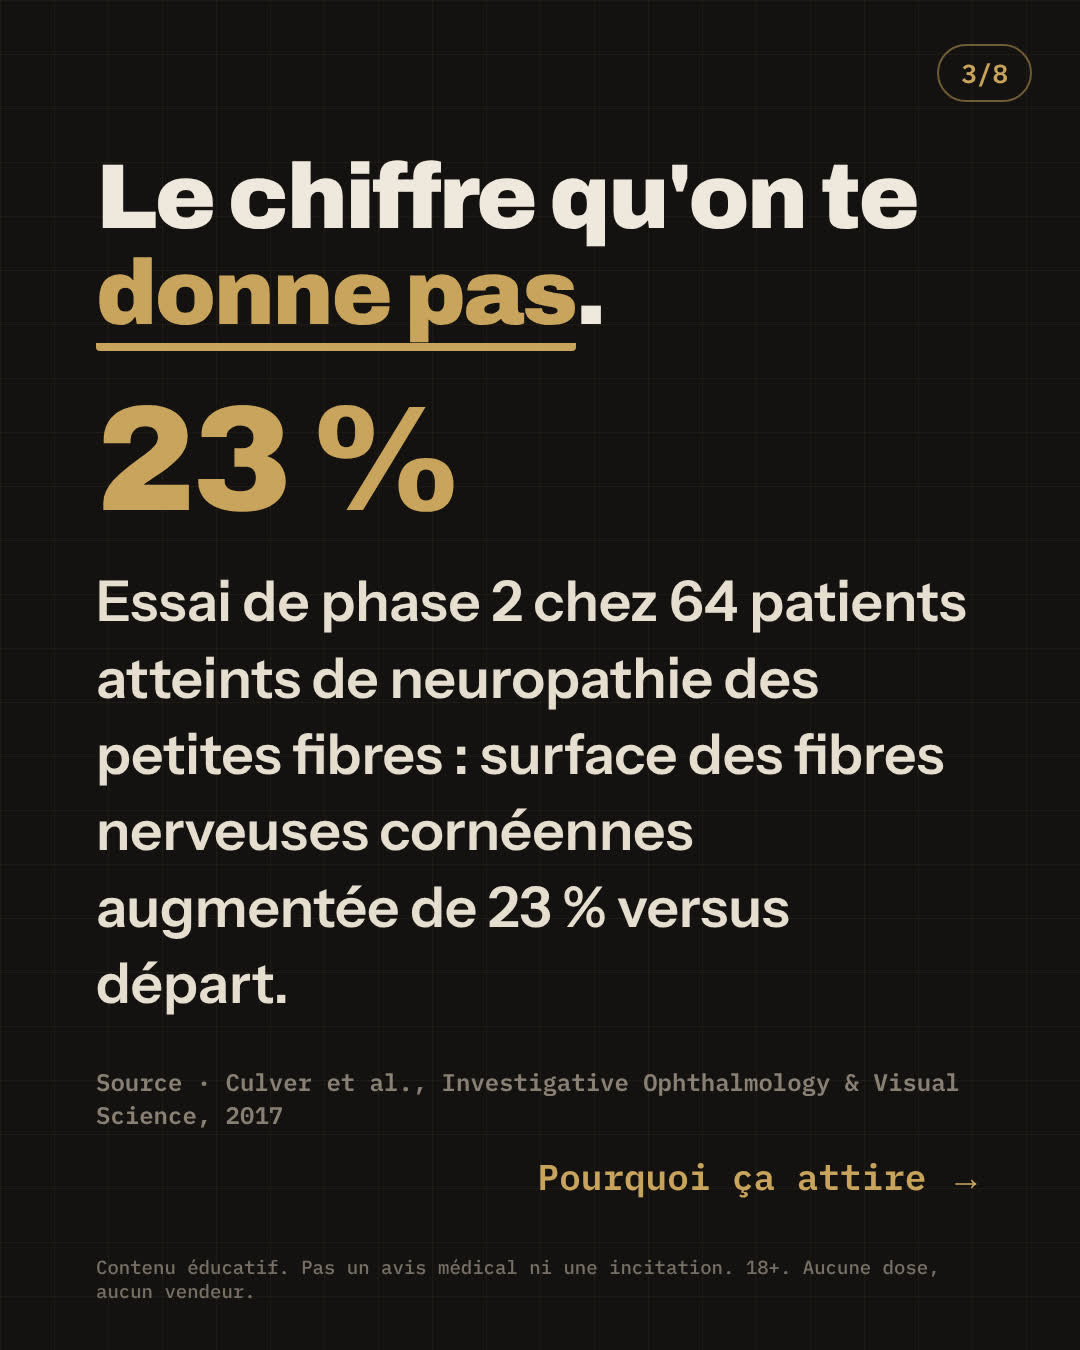 3/8
Le chiffre qu'on te
donne pas.
23 %
Essai de phase 2 chez 64 patients
atteints de neuropathie des
petites fibres : surface des fibres
nerveuses cornéennes
augmentée de 23 % versus
départ.
Source · Culver et al., Investigative Ophthalmology & Visual
Science, 2017
Pourquoi ça attire →
Contenu éducatif. Pas un avis médical ni une incitation. 18+. Aucune dose,
aucun vendeur.